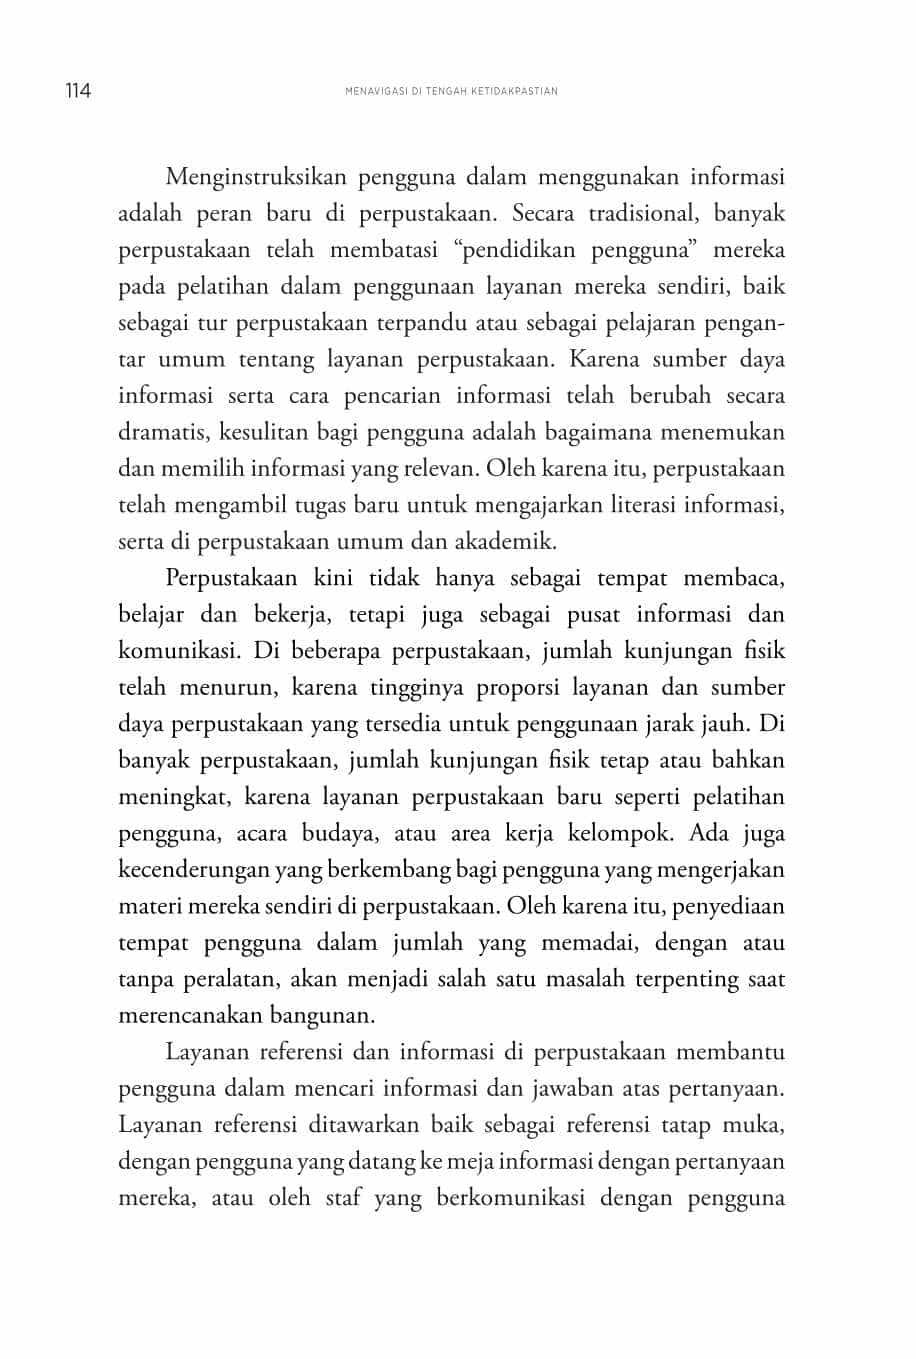 114
MENAVIGASI DI TENGAH KETIDAKPASTIAN
Menginstruksikan pengguna dalam menggunakan informasi
adalah peran baru di perpustakaan. Secara tradisional, banyak
perpustakaan telah membatasi “pendidikan pengguna” mereka
pada pelatihan dalam penggunaan layanan mereka sendiri, baik
sebagai tur perpustakaan terpandu atau sebagai pelajaran pengan-
tar umum tentang layanan perpustakaan. Karena sumber daya
informasi serta cara pencarian informasi telah berubah secara
dramatis, kesulitan bagi pengguna adalah bagaimana menemukan
dan memilih informasi yang relevan. Oleh karena itu, perpustakaan
telah mengambil tugas baru untuk mengajarkan literasi informasi,
serta di perpustakaan umum dan akademik.
Perpustakaan kini tidak hanya sebagai tempat membaca,
belajar dan bekerja, tetapi juga sebagai pusat informasi dan
komunikasi. Di beberapa perpustakaan, jumlah kunjungan fisik
telah menurun, karena tingginya proporsi layanan dan sumber
daya perpustakaan yang tersedia untuk penggunaan jarak jauh. Di
banyak perpustakaan, jumlah kunjungan fisik tetap atau bahkan
meningkat, karena layanan perpustakaan baru seperti pelatihan
pengguna, acara budaya, atau area kerja kelompok. Ada juga
kecenderungan yang berkembang bagi pengguna yang mengerjakan
materi mereka sendiri di perpustakaan. Oleh karena itu, penyediaan
tempat pengguna dalam jumlah yang memadai, dengan atau
tanpa peralatan, akan menjadi salah satu masalah terpenting saat
merencanakan bangunan.
Layanan referensi dan informasi di perpustakaan membantu
pengguna dalam mencari informasi dan jawaban atas pertanyaan.
Layanan referensi ditawarkan baik sebagai referensi tatap muka,
dengan pengguna yang datang ke meja informasi dengan pertanyaan
mereka, atau oleh staf yang berkomunikasi dengan pengguna